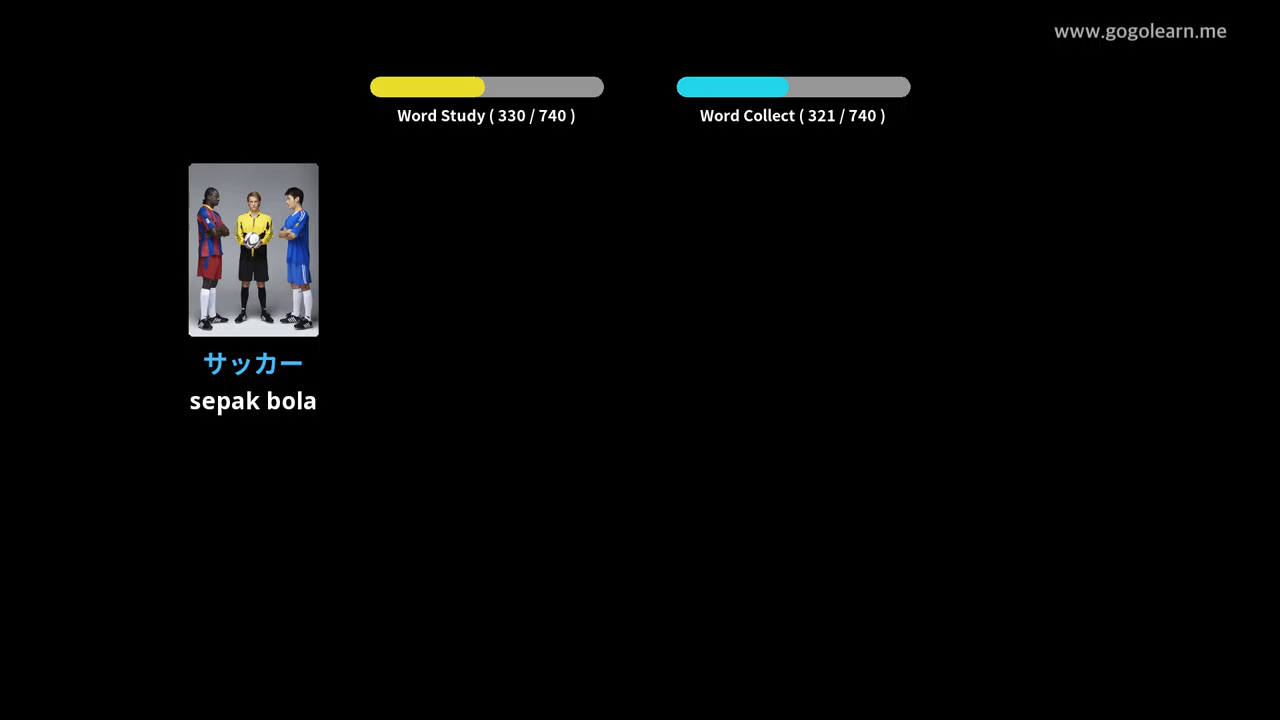 www.gogolearn.me
Word Study ( 330 / 740 )
Word Collect ( 321 / 740 )
サッカー
sepak bola